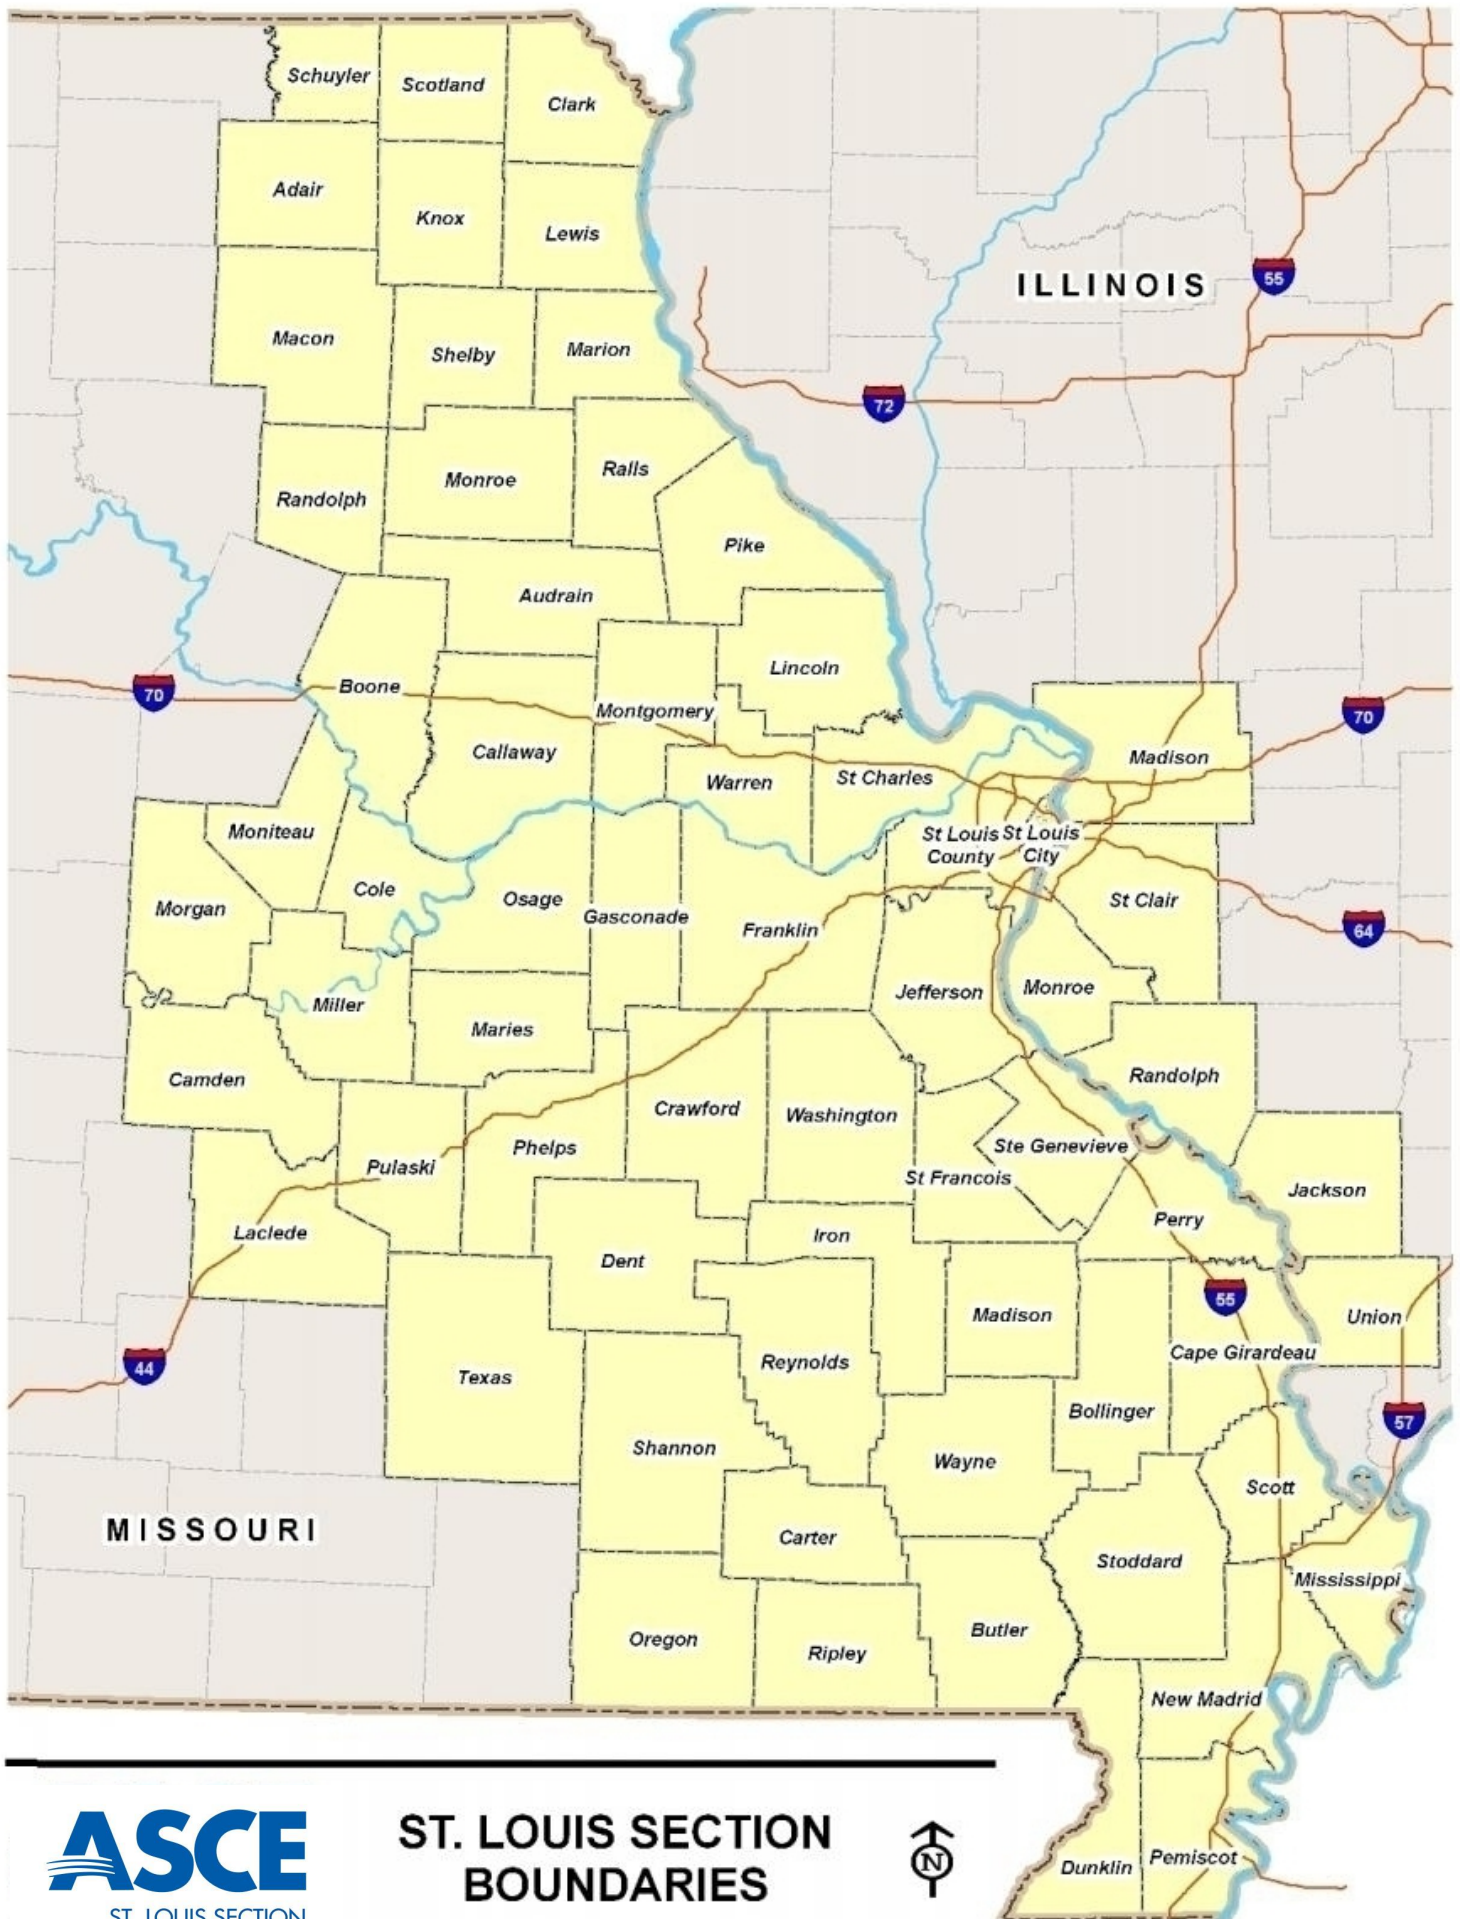 Schuyler
Scotland
Clark
Adair
Knox
Lewis
ILLINOIS
55
Macon
Shelby
Marion
72
Randolph
Monroe
Ralls
Pike
Audrain
Lincoln
70
Boone
Montgomery
70
Callaway
Warren
St Charles
Madison
Moniteau
St Louis
County
St Louis
City
Morgan
Cole
Osage
Gasconade
Franklin
St Clair
64
Miller
Maries
Jefferson
Monroe
Camden
Crawford
Washington
Randolph
Phelps
Pulaski
Ste Genevieve
St Francois
Jackson
Laclede
Iron
Perry
Dent
55
Union
44
Texas
Reynolds
Madison
Cape Girardeau
Bollinger
57
Shannon
Wayne
Scott
MISSOURI
Carter
Stoddard
Mississippi
Oregon
Ripley
Butler
New Madrid
Dunklin
Pemiscot
ASCE
ST. LOUIS SECTION
ST. LOUIS SECTION
BOUNDARIES
N